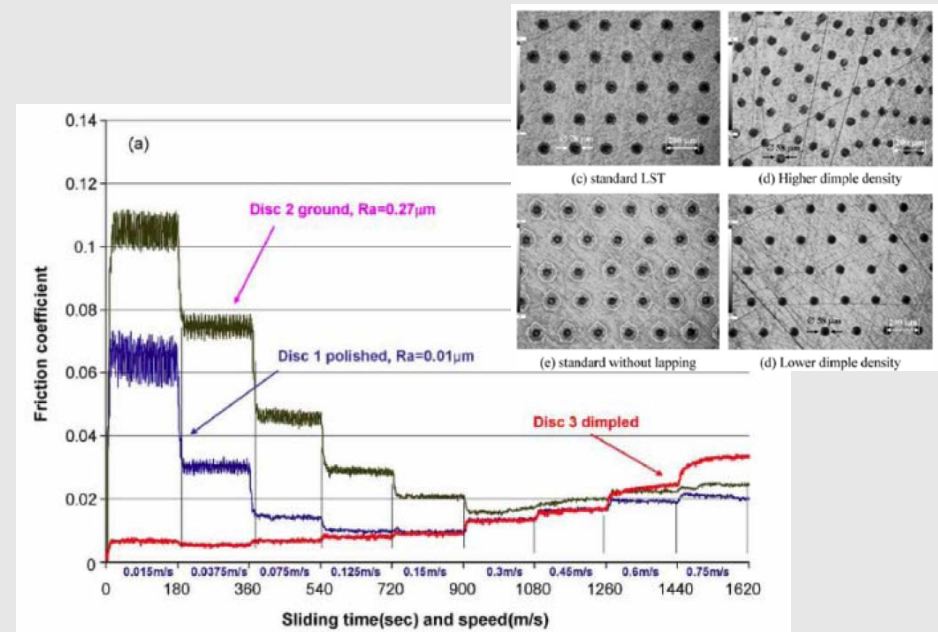 0.14
(a)
0.12
Disc 2 ground, Ra=0.27μm
0.1
0.08
Friction coefficient
Disc 1 polished, Ra=0.01μm
0.06
0.04
Disc 3 dimpled
0.02
0
0.015m/s 0.0375m/s 0.075m/s 0.125m/s 0.15m/s 0.3m/s 0.45m/s 0.6m/s 0.75m/s
0 180 360 540 720 900 1080 1260 1440 1620
Sliding time(sec) and speed(m/s)
(c) standard LST
(d) Higher dimple density
∅ 58 μm
(e) standard without lapping
(d) Lower dimple density
∅ 58 μm